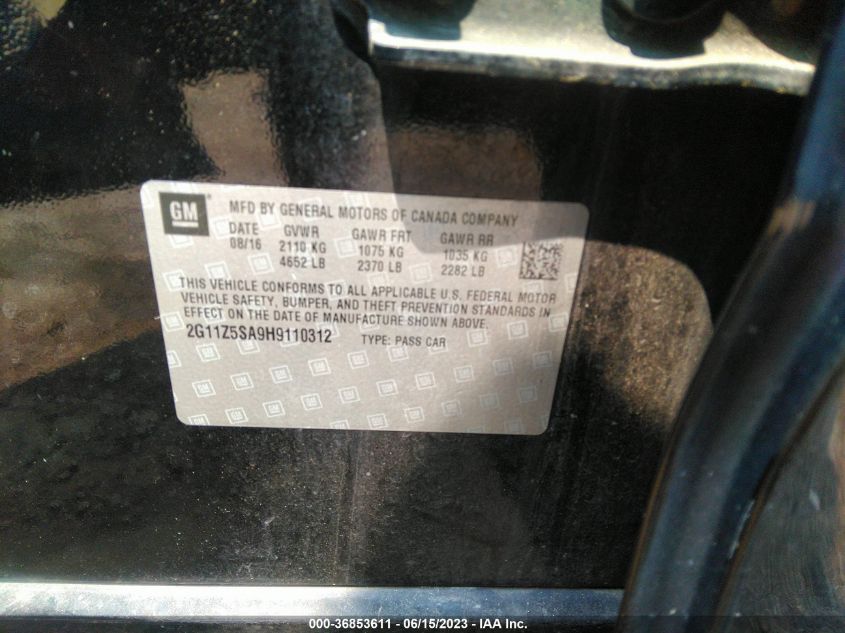 GM
MFD BY GENERAL MOTORS OF CANADA COMPANY
DATE GVWR GAWR FRT GAWR RR
08/16 2110 KG 1075 KG 1035 KG
4652 LB 2370 LB 2282 LB
THIS VEHICLE CONFORMS TO ALL APPLICABLE U.S. FEDERAL MOTOR
VEHICLE SAFETY, BUMPER, AND THEFT PREVENTION STANDARDS IN
EFFECT ON THE DATE OF MANUFACTURE SHOWN ABOVE.
2G11Z5SA9H9110312 TYPE: PASS CAR
000-36853611 - 06/15/2023 - IAA Inc.